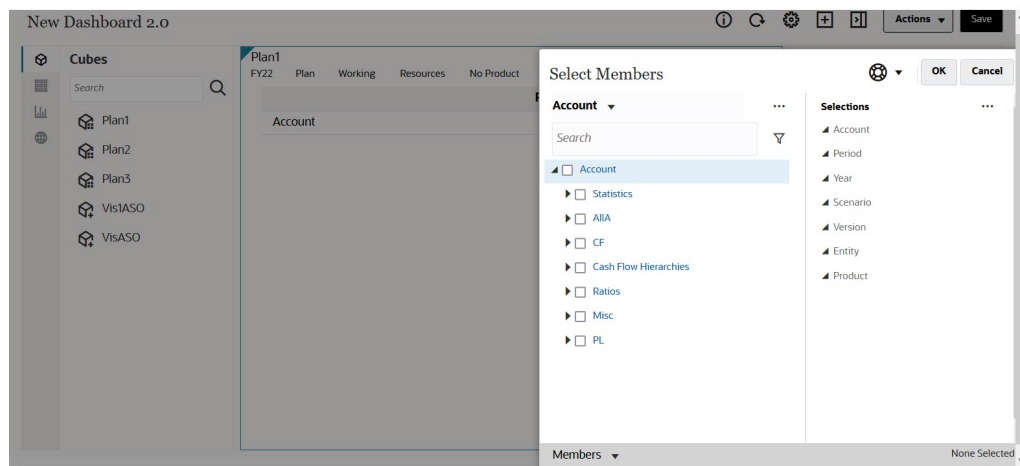 New Dashboard 2.0
Actions
Save
Cubes
Search
Plan1
Plan2
Plan3
Vis1ASO
VisASO
Plan1
FY22 Plan Working Resources No Product
Account
Select Members
OK Cancel
Account
Search
Account
Statistics
AllA
CF
Cash Flow Hierarchies
Ratios
Misc
PL
Selections
Account
Period
Year
Scenario
Version
Entity
Product
Members
None Selected